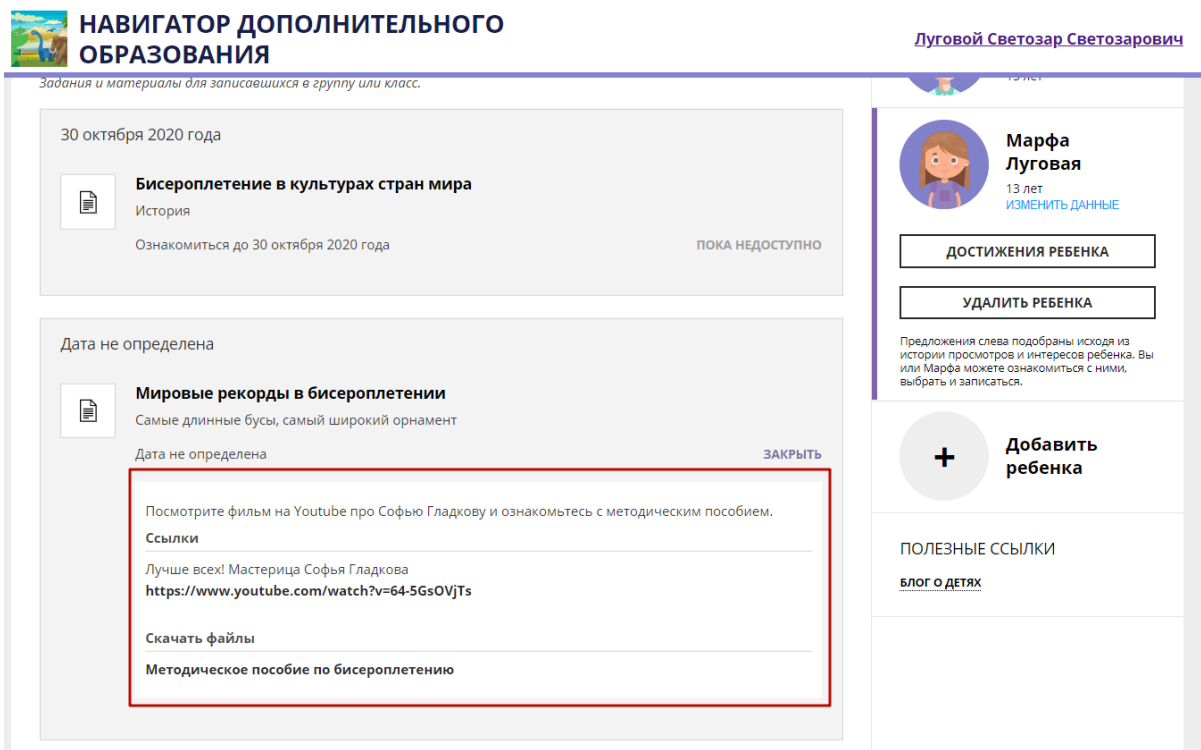 НАВИГАТОР ДОПОЛНИТЕЛЬНОГО
ОБРАЗОВАНИЯ
Луговой Светозар Светозарович
Задания и материалы для записавшихся в группу или класс.
30 октября 2020 года
Бисероплетение в культурах стран мира
История
Ознакомиться до 30 октября 2020 года
ПОКА НЕДОСТУПНО
Дата не определена
Мировые рекорды в бисероплетении
Самые длинные бусы, самый широкий орнамент
Дата не определена
ЗАКРЫТЬ
Посмотрите фильм на Youtube про Софью Гладкову и ознакомьтесь с методическим пособием.
Ссылки
Лучше всех! Мастерица Софья Гладкова
https://www.youtube.com/watch?v=64-5GsOVjTs
Скачать файлы
Методическое пособие по бисероплетению
Марфа
Луговая
13 лет
ИЗМЕНИТЬ ДАННЫЕ
ДОСТИЖЕНИЯ РЕБЕНКА
УДАЛИТЬ РЕБЕНКА
Предложения слева подобраны исходя из
истории просмотров и интересов ребенка. Вы
или Марфа можете ознакомиться с ними,
выбрать и записаться.
+
Добавить
ребенка
ПОЛЕЗНЫЕ ССЫЛКИ
БЛОГ О ДЕТЯХ